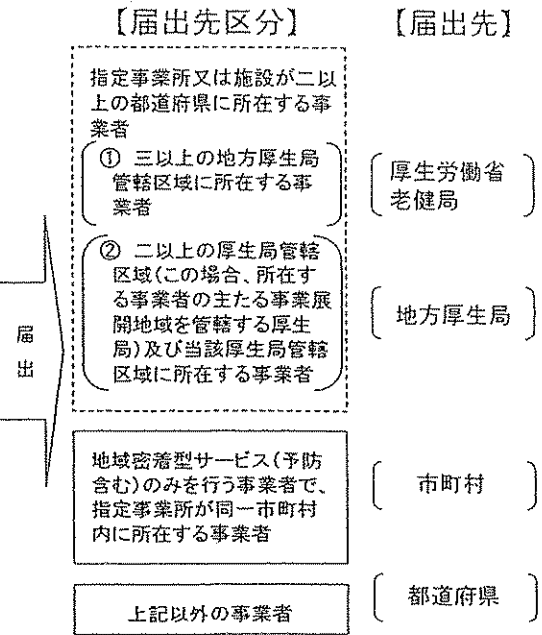 【届出先区分】
【届出先】
指定事業所又は施設が二以
上の都道府県に所在する事
業者
① 三以上の地方厚生局
管轄区域に所在する事
業者
厚生労働省
老健局
② 二以上の厚生局管轄
区域(この場合、所在す
る事業者の主たる事業展
開地域を管轄する厚生
局)及び当該厚生局管轄
区域に所在する事業者
地方厚生局
届
出
地域密着型サービス(予防
含む)のみを行う事業者で、
指定事業所が同一市町村
内に所在する事業者
市町村
上記以外の事業者
都道府県